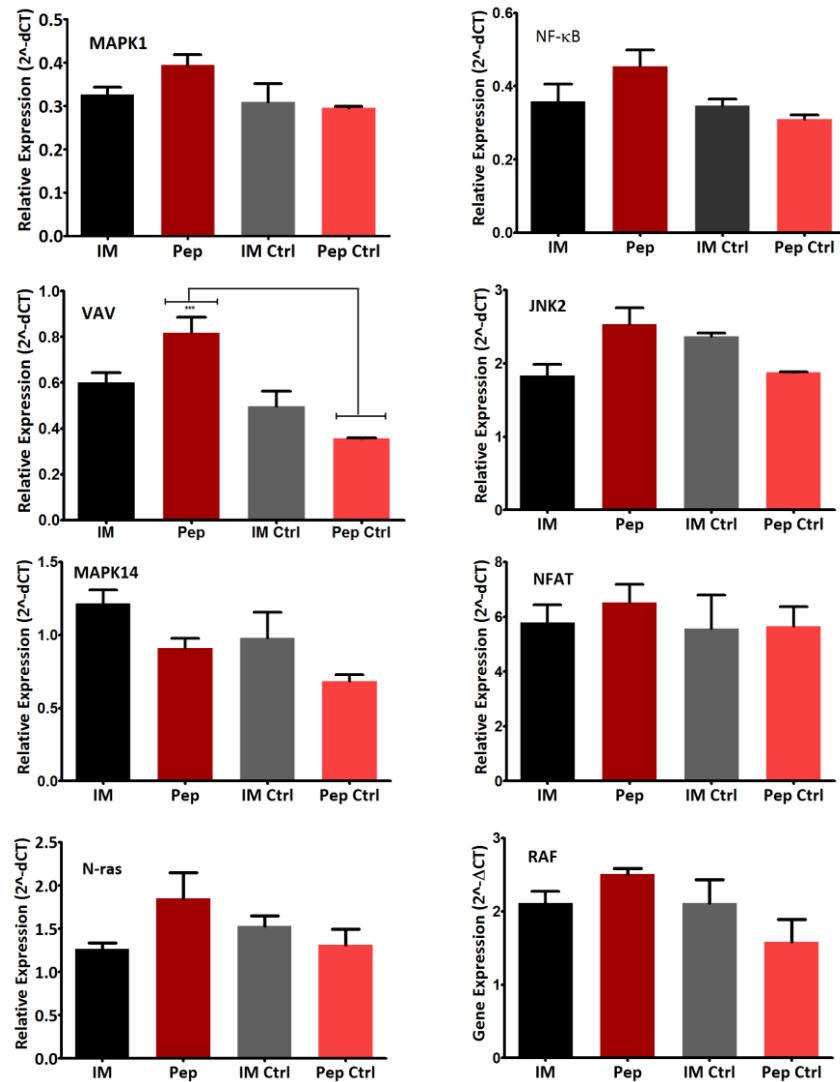 MAPK1
Relative Expression (2^-dCT)
0.5
0.4
0.3
0.2
0.1
0.0
IM Pep IM Ctrl Pep Ctrl
NF-κB
Relative Expression (2^-dCT)
0.6
0.4
0.2
0.0
IM Pep IM Ctrl Pep Ctrl
VAV
Relative Expression (2^-dCT)
1.0
0.8
0.6
0.4
0.2
0.0
***
IM Pep IM Ctrl Pep Ctrl
JNK2
Relative Expression (2^-dCT)
3
2
1
0
IM Pep IM Ctrl Pep Ctrl
MAPK14
Relative Expression (2^-dCT)
1.5
1.0
0.5
0.0
IM Pep IM Ctrl Pep Ctrl
NFAT
Relative Expression (2^-dCT)
8
6
4
2
0
IM Pep IM Ctrl Pep Ctrl
N-ras
Relative Expression (2^-dCT)
2.5
2.0
1.5
1.0
0.5
0.0
IM Pep IM Ctrl Pep Ctrl
RAF
Gene Expression (2^-ΔCT)
3
2
1
0
IM Pep IM Ctrl Pep Ctrl